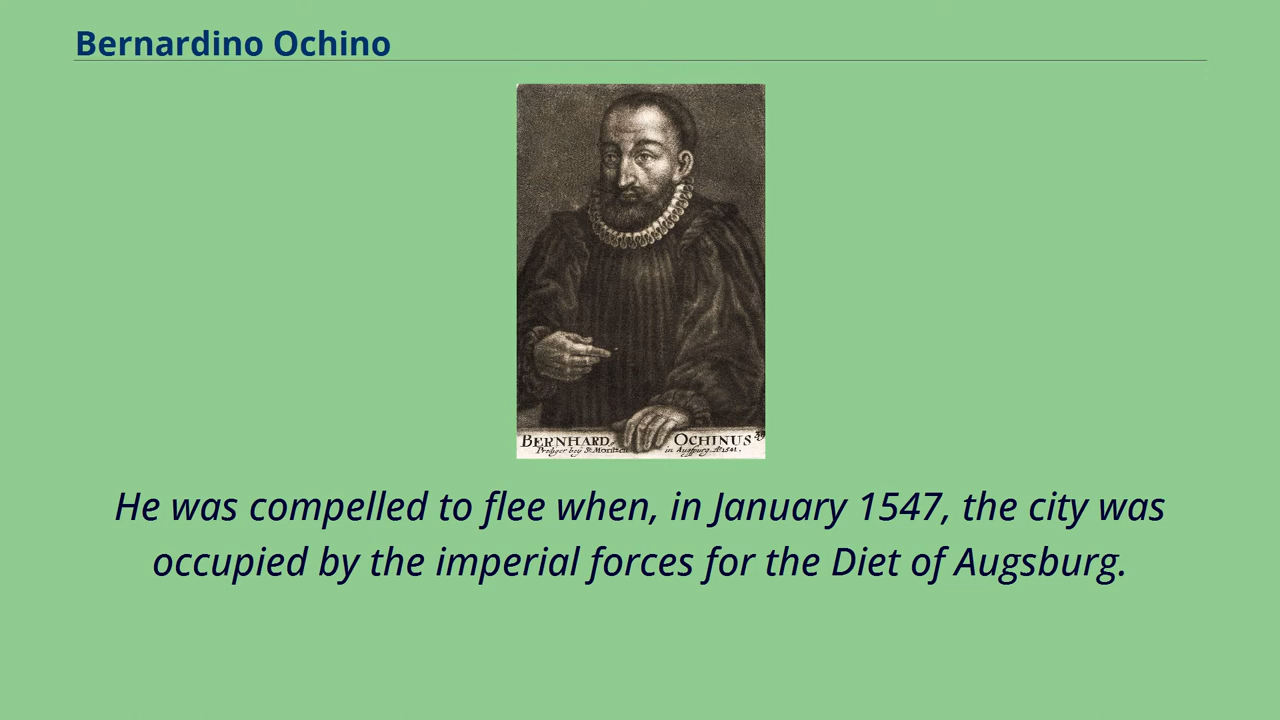 Bernardino Ochino
BERNHARD OCHINUS
He was compelled to flee when, in January 1547, the city was
occupied by the imperial forces for the Diet of Augsburg.